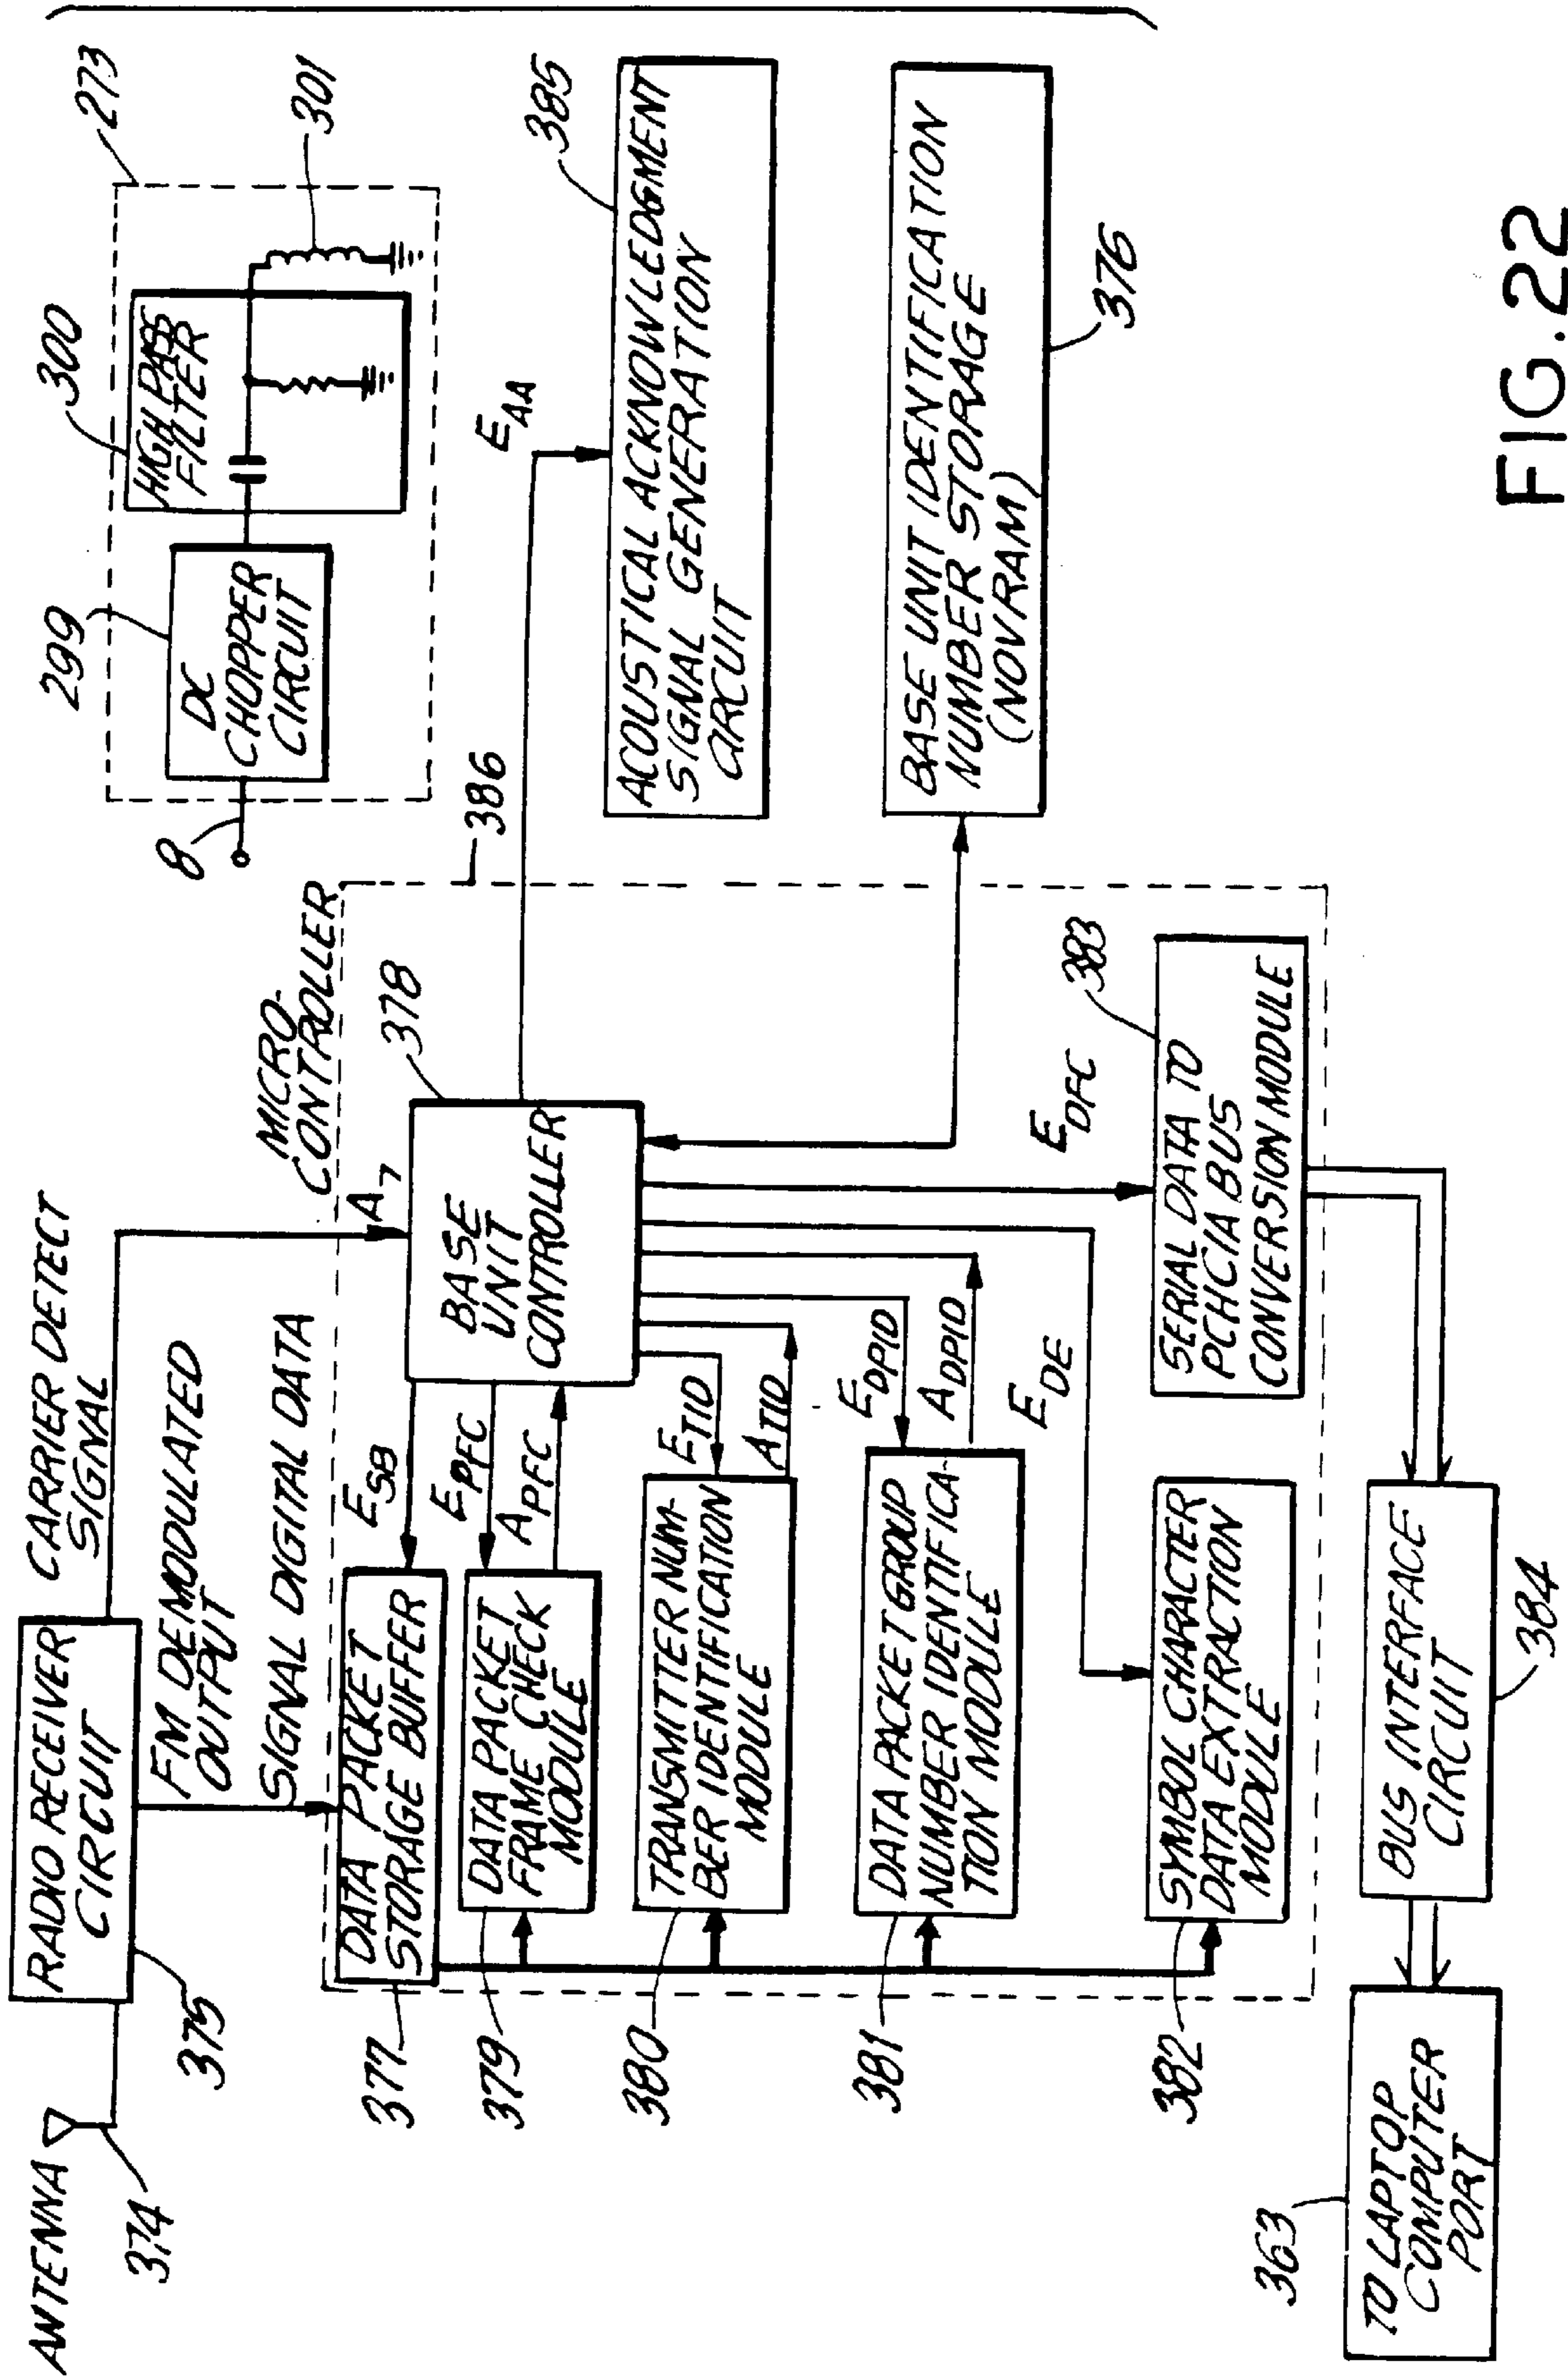 ANTENNA
374
RADIO RECEIVER
CIRCUIT
375
CARRIER DETECT
SIGNAL
FM DEMODULATED
OUTPUT
SIGNAL DIGITAL DATA
MICRO-
CONTROLLER
386
A7
377
DATA PACKET
STORAGE BUFFER
ESB
BASE
UNIT
CONTROLLER
378
379
DATA PACKET
FRAME CHECK
MODULE
EPFC
APFC
380
TRANSMITTER NUM-
BER IDENTIFICATION
MODULE
ETID
ATID
381
DATA PACKET GROUP
NUMBER IDENTIFICA-
TION MODULE
EDPID
ADPID
382
SYMBOL CHARACTER
DATA EXTRACTION
MODULE
EDE
EDFC
SERIAL DATA TO
PCHCIA BUS
CONVERSION MODULE
383
363
TO LAPTOP
COMPUTER
PORT
BUS INTERFACE
CIRCUIT
384
8
299
DC
CHOPPER
CIRCUIT
300
HIGH PASS
FILTER
273
301
EAA
ACOUSTICAL ACKNOWLEDGMENT
SIGNAL GENERATION
CIRCUIT
385
BASE UNIT IDENTIFICATION
NUMBER STORAGE
(NOVRAM)
376
FIG.22